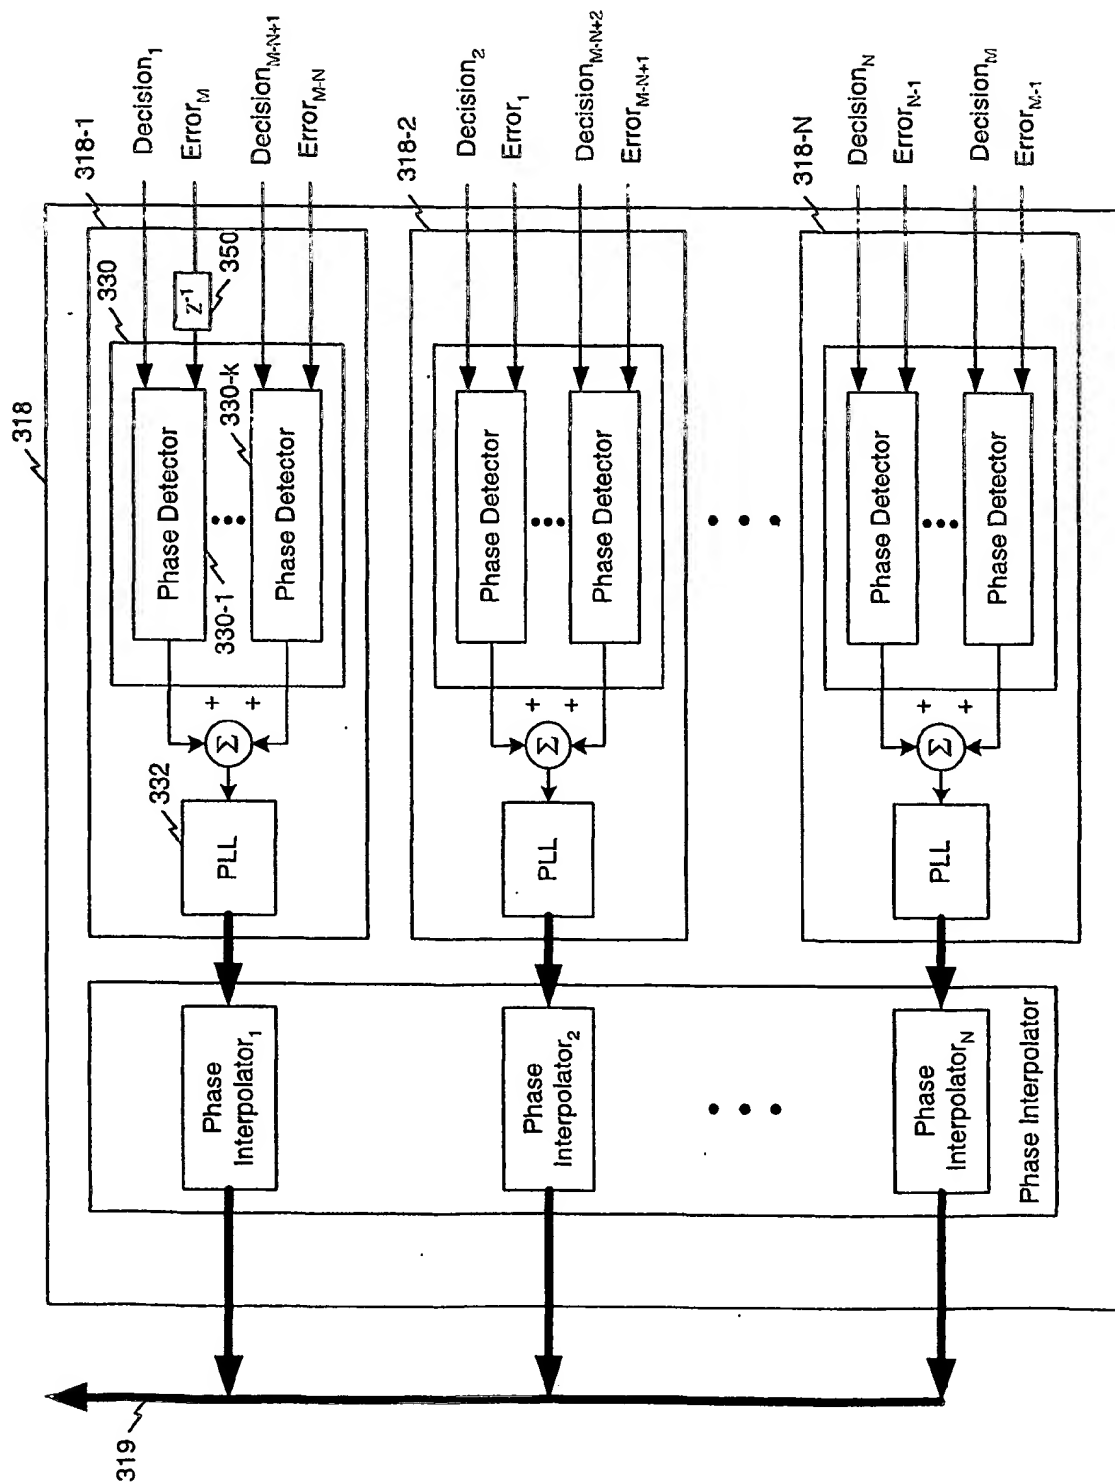 318
318-1
Decision1
ErrorM
DecisionM-N+1
ErrorM-N
330
Z-1
350
Phase Detector
330-1
Phase Detector
330-k
+
+
Σ
332
PLL
Phase
Interpolator1
318-2
Decision2
Error1
DecisionM-N+2
ErrorM-N+1
Phase Detector
Phase Detector
+
+
Σ
PLL
Phase
Interpolator2
318-N
DecisionN
ErrorN-1
DecisionM
ErrorM-1
Phase Detector
Phase Detector
+
+
Σ
PLL
Phase
InterpolatorN
Phase Interpolator
319